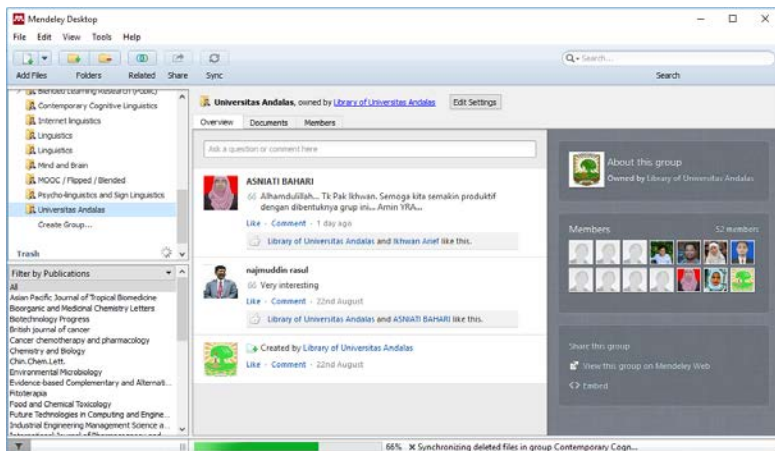 Mendeley Desktop
File Edit View Tools Help
Add Files Folders Related Share Sync
Search...
Search
Blended Learning Research (Public)
Contemporary Cognitive Linguistics
Internet linguistics
Linguistics
Linguistics
Mind and Brain
MOOC / Flipped / Blended
Psycho-linguistics and Sign Linguistics
Universitas Andalas
Create Group...
Trash
Filter by Publications
All
Asian Pacific Journal of Tropical Biomedicine
Bioorganic and Medicinal Chemistry Letters
Biotechnology Progress
British journal of cancer
Cancer chemotherapy and pharmacology
Chemistry and Biology
Chin.Chem.Lett.
Environmental Microbiology
Evidence-based Complementary and Alternati...
Fitoterapia
Food and Chemical Toxicology
Future Technologies in Computing and Engine...
Industrial Engineering Management Science a...
Universitas Andalas, owned by Library of Universitas Andalas Edit Settings
Overview Documents Members
Ask a question or comment here
ASNIATI BAHARI
Alhamdulillah... Tk Pak Ikhwan. Semoga kita semakin produktif
dengan dibentuknya grup ini... Amin YRA...
Like · Comment · 1 day ago
Library of Universitas Andalas and Ikhwan Arief like this.
najmuddin rasul
Very interesting
Like · Comment · 22nd August
Library of Universitas Andalas and ASNIATI BAHARI like this.
Created by Library of Universitas Andalas
Like · Comment · 22nd August
About this group
Owned by Library of Universitas Andalas
Members 52 members
Share this group
View this group on Mendeley Web
Embed
66% Synchronizing deleted files in group Contemporary Cogn...